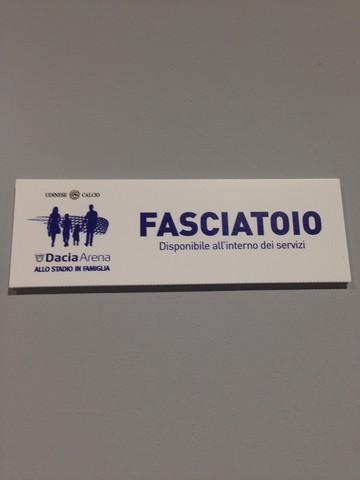 UDINESE CALCIO
Dacia Arena
ALLO STADIO IN FAMIGLIA
FASCIATOIO
Disponibile all'interno dei servizi